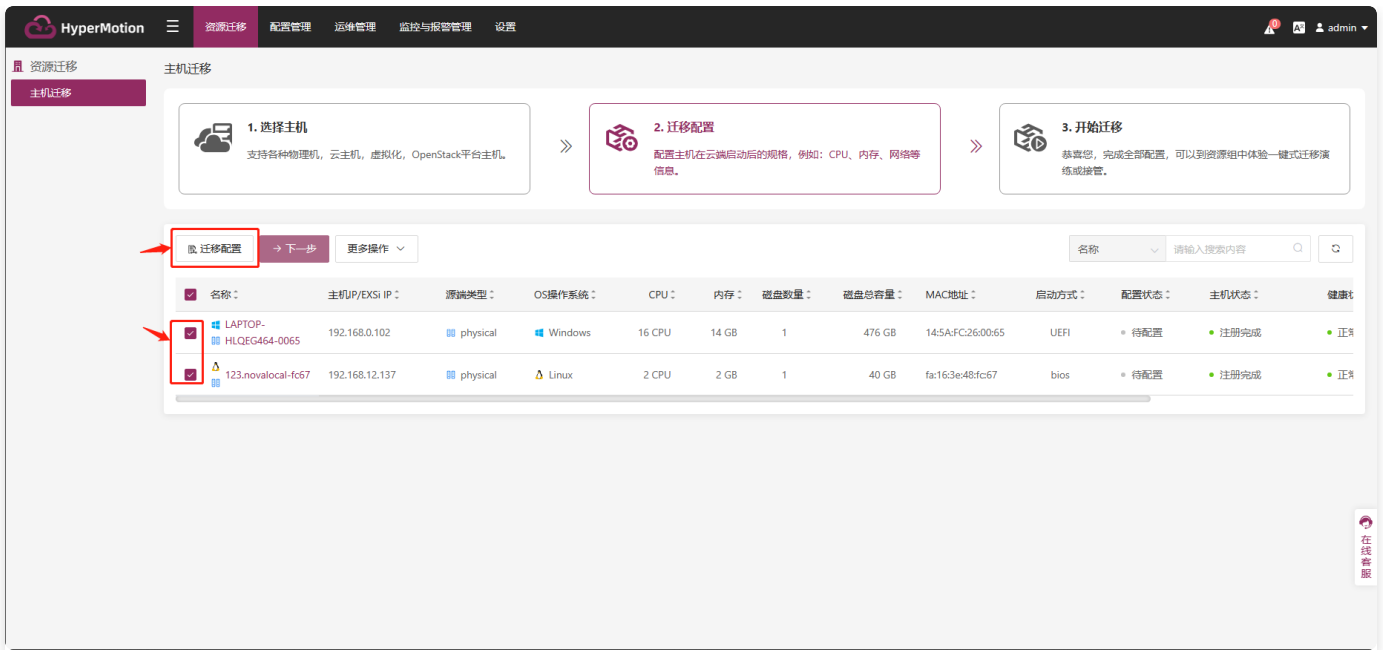 HyperMotion 资源迁移 配置管理 运维管理 监控与报警管理 设置 0 A admin
资源迁移
主机迁移
主机迁移
1. 选择主机
支持各种物理机，云主机，虚拟化，OpenStack平台主机。
2. 迁移配置
配置主机在云端启动后的规格，例如：CPU、内存、网络等
信息。
3. 开始迁移
恭喜您，完成全部配置，可以到资源组中体验一键式迁移演
练或接管。
迁移配置 下一步 更多操作 名称 请输入搜索内容
名称 主机IP/EXSi IP 源端类型 OS操作系统 CPU 内存 磁盘数量 磁盘总容量 MAC地址 启动方式 配置状态 主机状态 健康
LAPTOP-
HLQEG464-0065 192.168.0.102 physical Windows 16 CPU 14 GB 1 476 GB 14:5A:FC:26:00:65 UEFI 待配置 注册完成 正常
123.novalocal-fc67 192.168.12.137 physical Linux 2 CPU 2 GB 1 40 GB fa:16:3e:48:fc:67 bios 待配置 注册完成 正常
在线客服